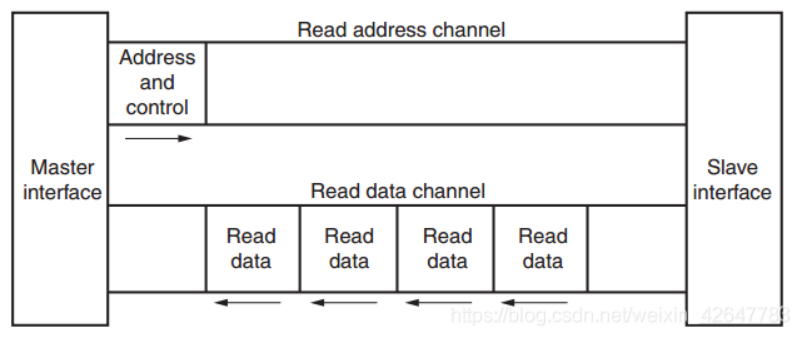 Read address channel
Address
and
control
Master
interface
Slave
interface
Read data channel
Read
data
Read
data
Read
data
Read
data
https://blog.csdn.net/weixin_42647783